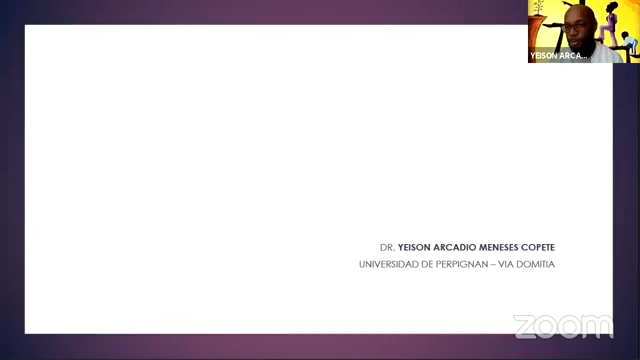 YEISON ARCA...
DR. YEISON ARCADIO MENESES COPETE
UNIVERSIDAD DE PERPIGNAN – VIA DOMITIA
zoom